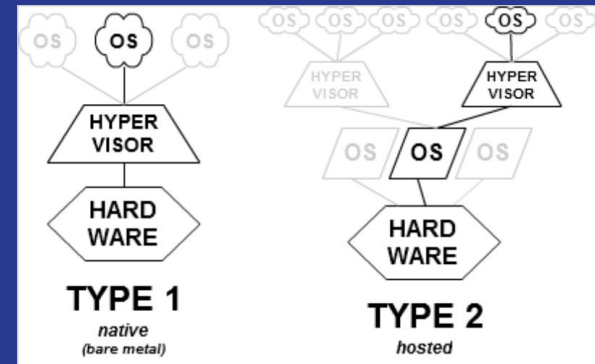 OS OS OS
HYPER
VISOR
HARD
WARE
TYPE 1
native
(bare metal)
OS OS OS OS OS OS
HYPER
VISOR
HYPER
VISOR
OS OS OS
HARD
WARE
TYPE 2
hosted